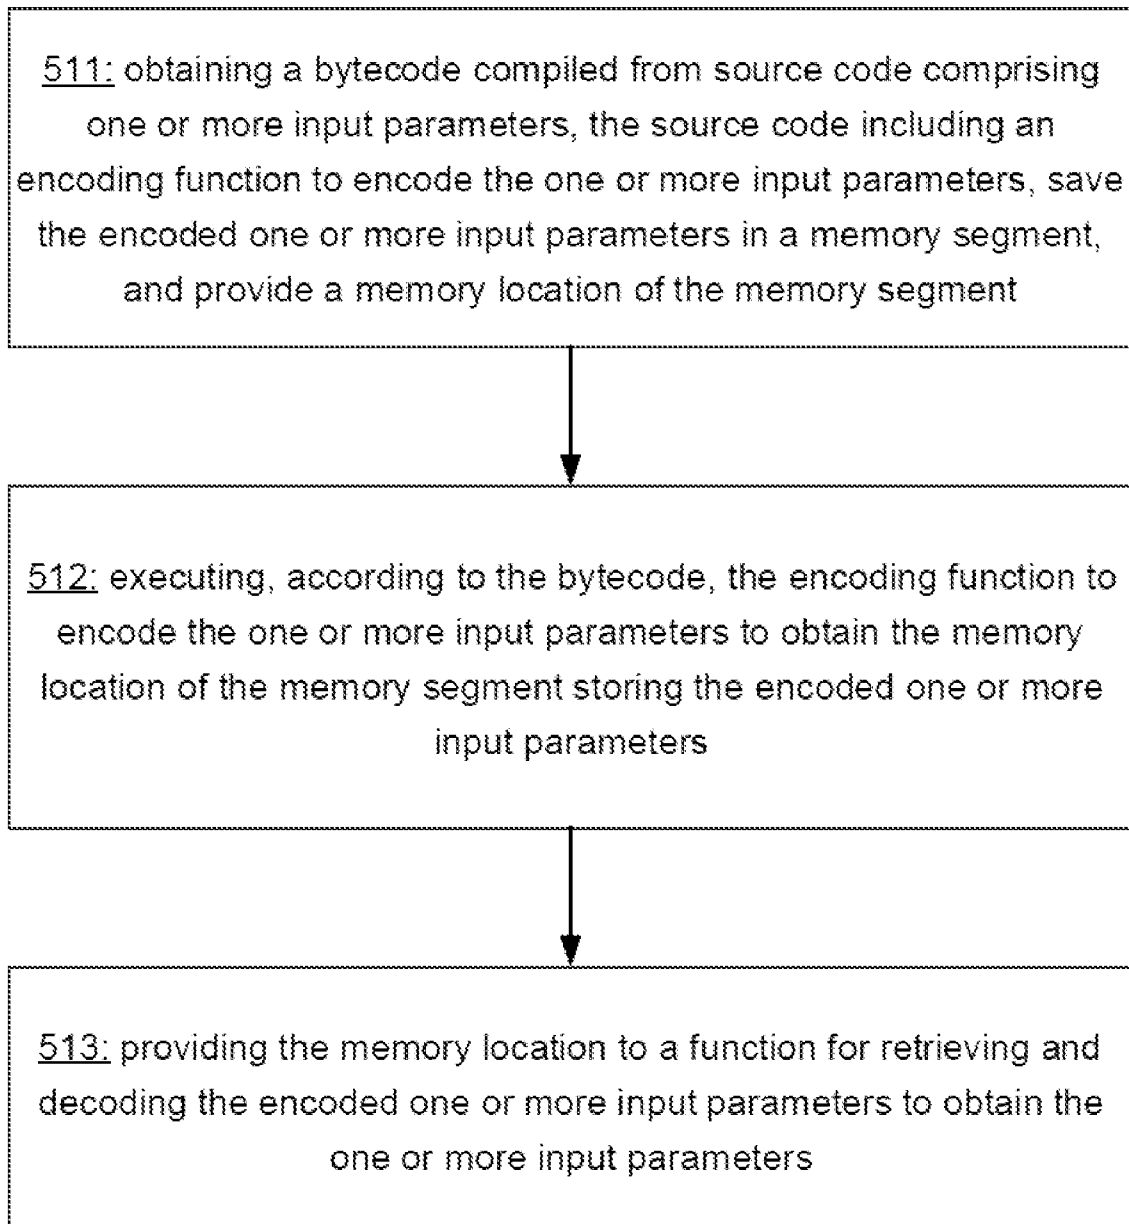 511: obtaining a bytecode compiled from source code comprising
one or more input parameters, the source code including an
encoding function to encode the one or more input parameters, save
the encoded one or more input parameters in a memory segment,
and provide a memory location of the memory segment
512: executing, according to the bytecode, the encoding function to
encode the one or more input parameters to obtain the memory
location of the memory segment storing the encoded one or more
input parameters
513: providing the memory location to a function for retrieving and
decoding the encoded one or more input parameters to obtain the
one or more input parameters